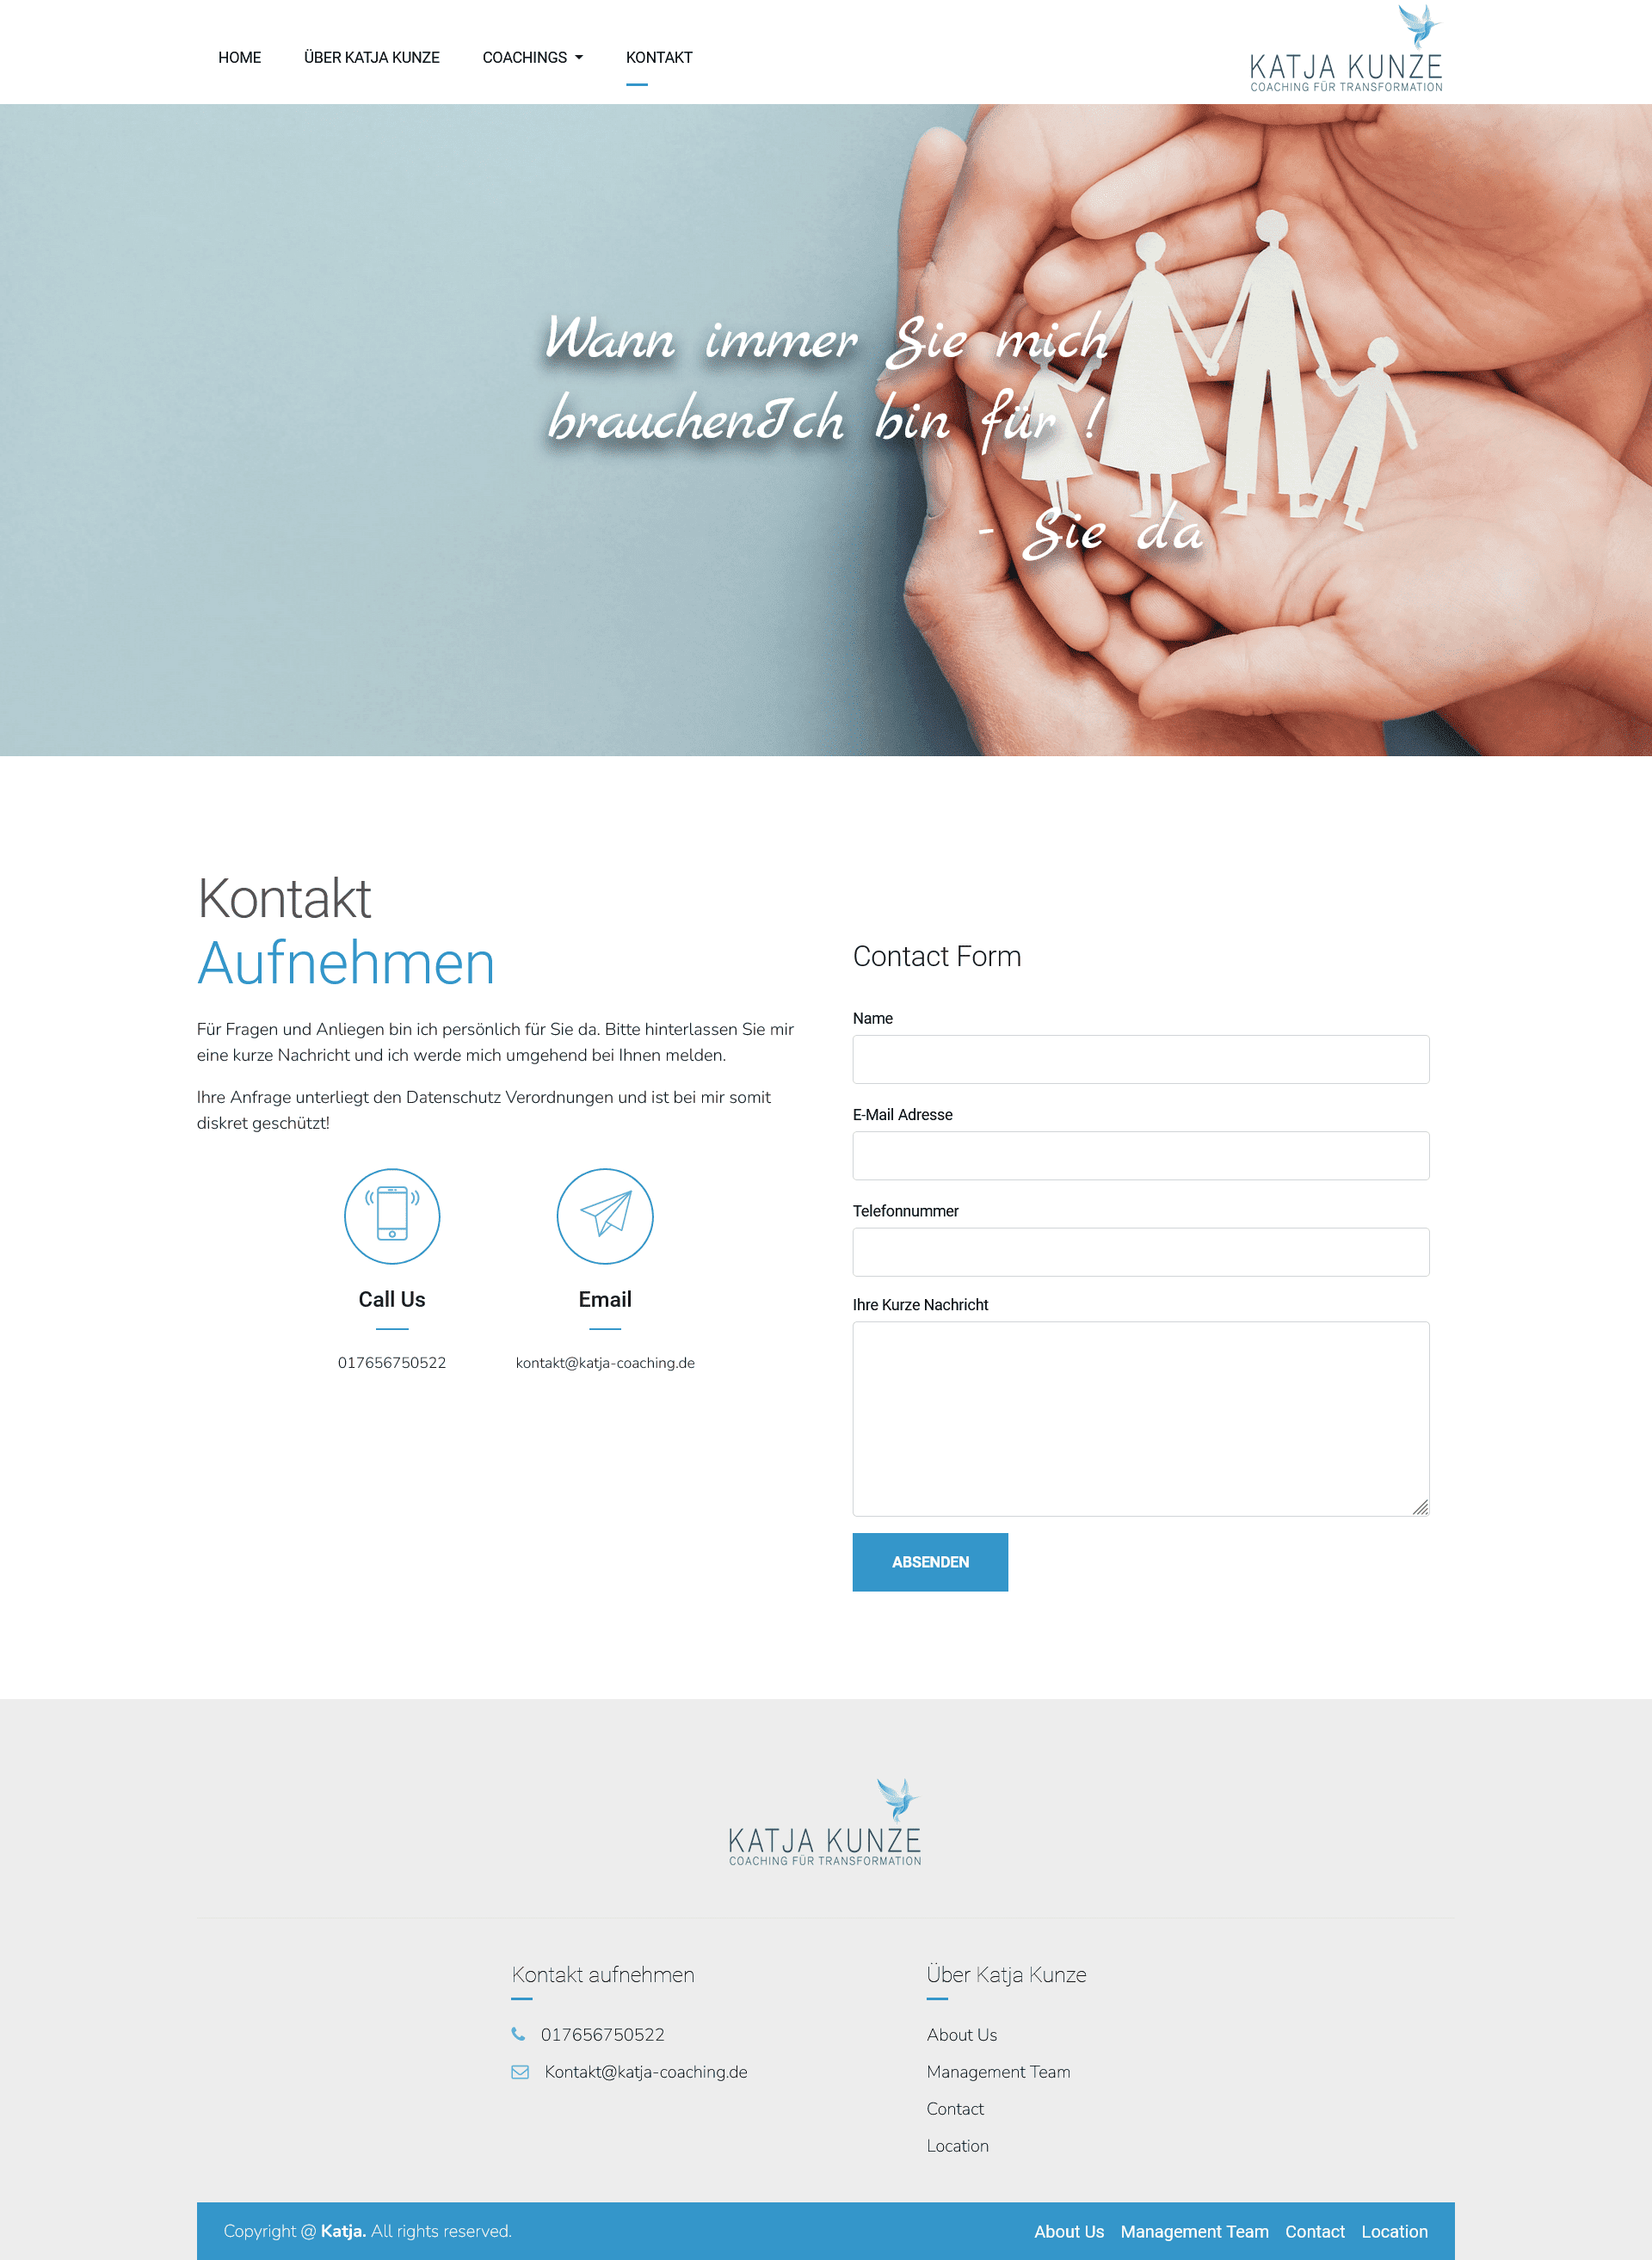 HOME ÜBER KATJA KUNZE COACHINGS KONTAKT
KATJA KUNZE
COACHING FÜR TRANSFORMATION
Wann immer Sie mich
brauchenIch bin für !
- Sie da
Kontakt
Aufnehmen
Für Fragen und Anliegen bin ich persönlich für Sie da. Bitte hinterlassen Sie mir
eine kurze Nachricht und ich werde mich umgehend bei Ihnen melden.
Ihre Anfrage unterliegt den Datenschutz Verordnungen und ist bei mir somit
diskret geschützt!
Call Us
017656750522
Email
kontakt@katja-coaching.de
Contact Form
Name
E-Mail Adresse
Telefonnummer
Ihre Kurze Nachricht
ABSENDEN
KATJA KUNZE
COACHING FÜR TRANSFORMATION
Kontakt aufnehmen
017656750522
Kontakt@katja-coaching.de
Über Katja Kunze
About Us
Management Team
Contact
Location
Copyright @ Katja. All rights reserved.
About Us Management Team Contact Location